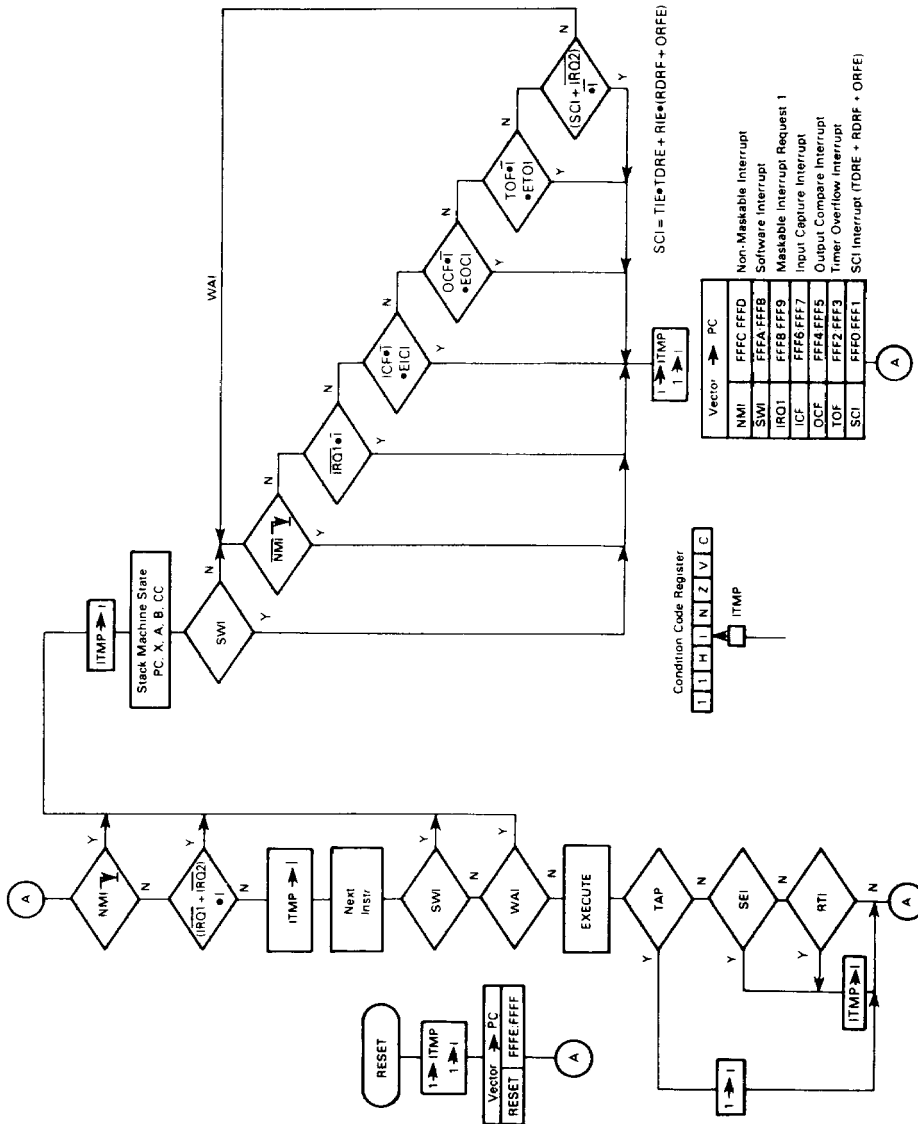 A
NMI
(IRQ1 + IRQ2)
•I
ITMP → I
Next
Instr
SWI
WAI
EXECUTE
TAP
SEI
RTI
A
Y
N
Y
N
Y
N
Y
N
Y
N
Y
N
Y
N
ITMP → I
1 → I
RESET
1 → ITMP
1 → I
Vector → PC
RESET FFFE:FFFF
A
ITMP → I
Stack Machine State
PC, X, A, B, CC
SWI
N
Y
NMI
N
Y
IRQ1•I
N
Y
ICF•I
•EICI
N
Y
OCF•I
•EOCI
N
Y
TOF•I
•ETOI
N
Y
(SCI + IRQ2)
•I
N
Y
WAI
SCI = TIE•TDRE + RIE•(RDRF + ORFE)
I → ITMP
1 → I
Vector → PC
NMI FFFC:FFFD Non-Maskable Interrupt
SWI FFFA:FFFB Software Interrupt
IRQ1 FFF8:FFF9 Maskable Interrupt Request 1
ICF FFF6:FFF7 Input Capture Interrupt
OCF FFF4:FFF5 Output Compare Interrupt
TOF FFF2:FFF3 Timer Overflow Interrupt
SCI FFF0:FFF1 SCI Interrupt (TDRE + RDRF + ORFE)
A
Condition Code Register
1 1 H I N Z V C
ITMP